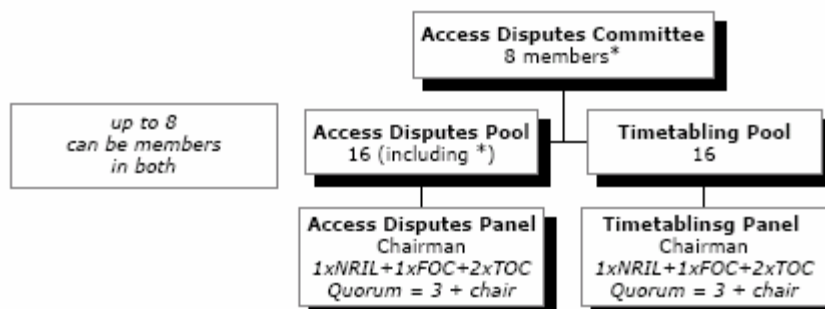 Access Disputes Committee
8 members*
up to 8
can be members
in both
Access Disputes Pool
16 (including *)
Timetabling Pool
16
Access Disputes Panel
Chairman
1xNRIL+1xFOC+2xTOC
Quorum = 3 + chair
Timetablinsg Panel
Chairman
1xNRIL+1xFOC+2xTOC
Quorum = 3 + chair